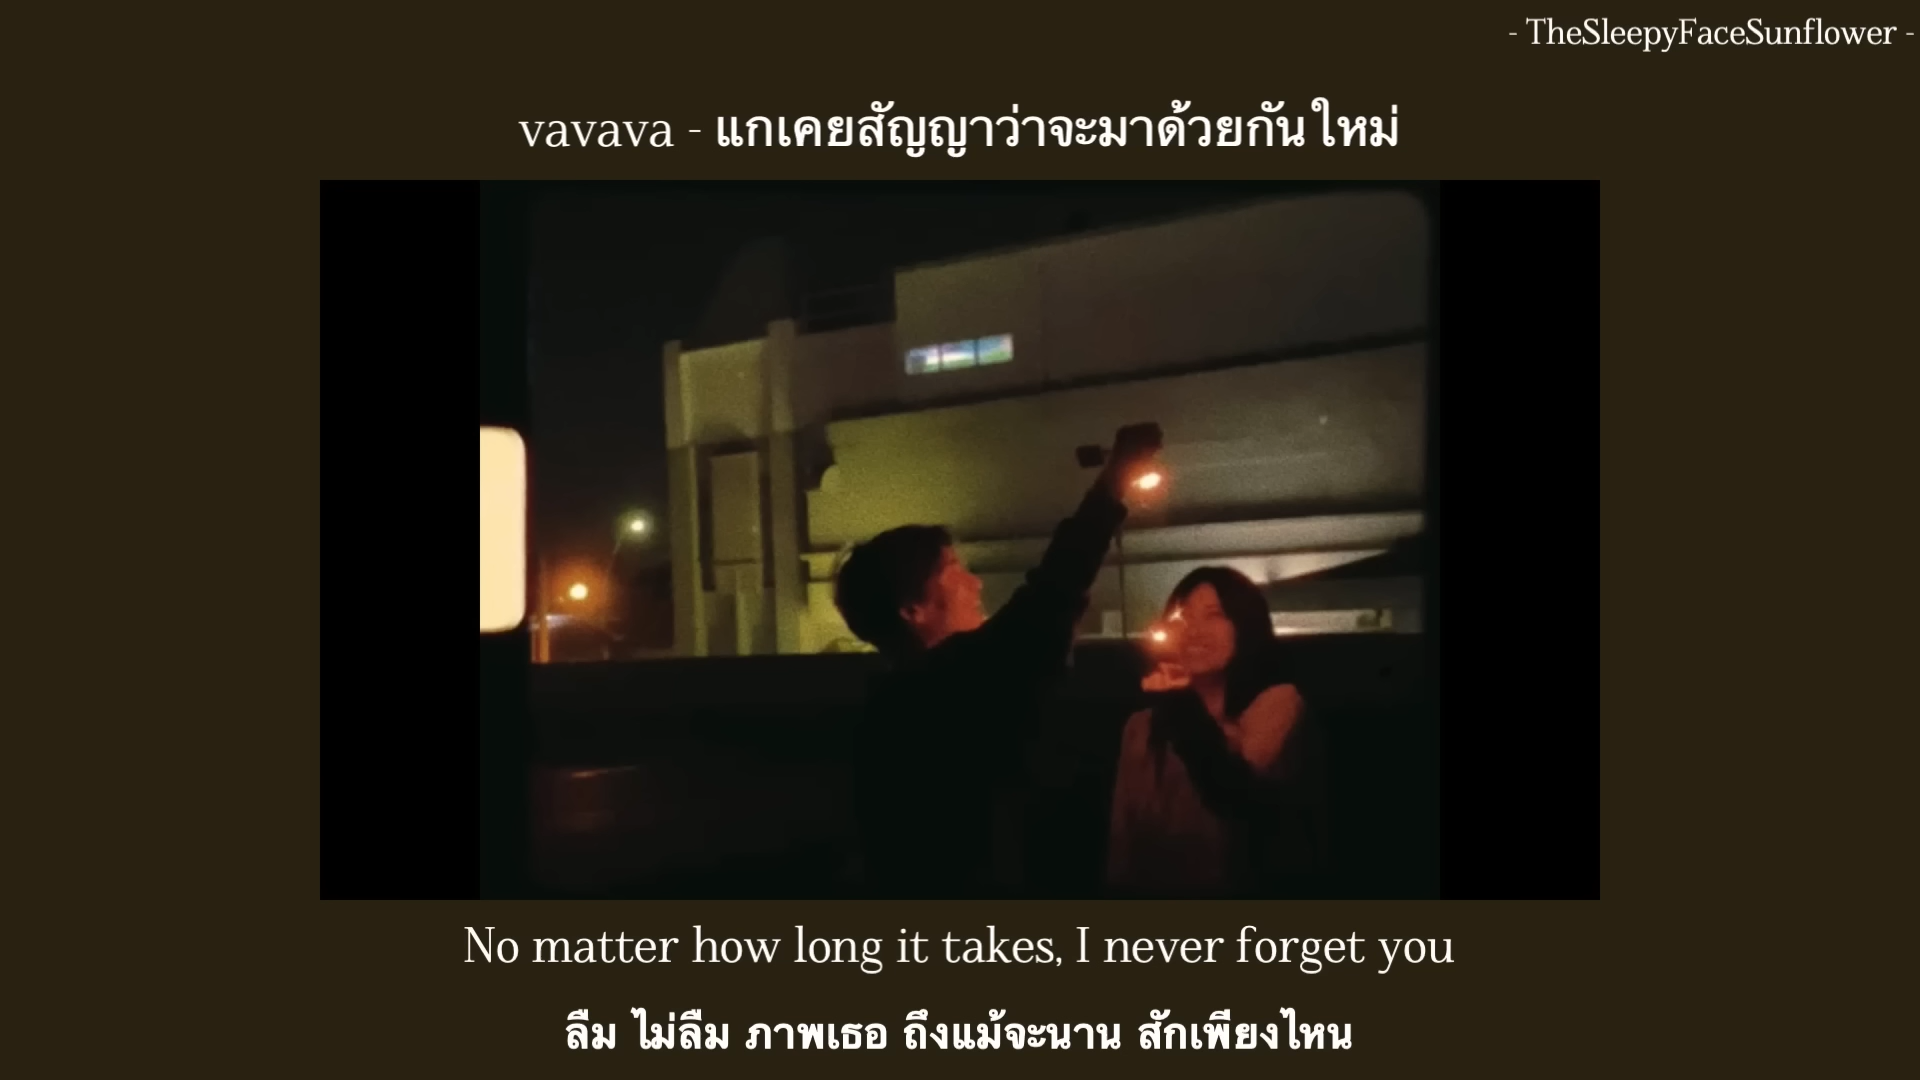 - TheSleepyFaceSunflower -
vavava - แกเคยสัญญาว่าจะมาด้วยกันใหม่
No matter how long it takes, I never forget you
ลืม ไม่ลืม ภาพเธอ ถึงแม้จะนาน สักเพียงไหน